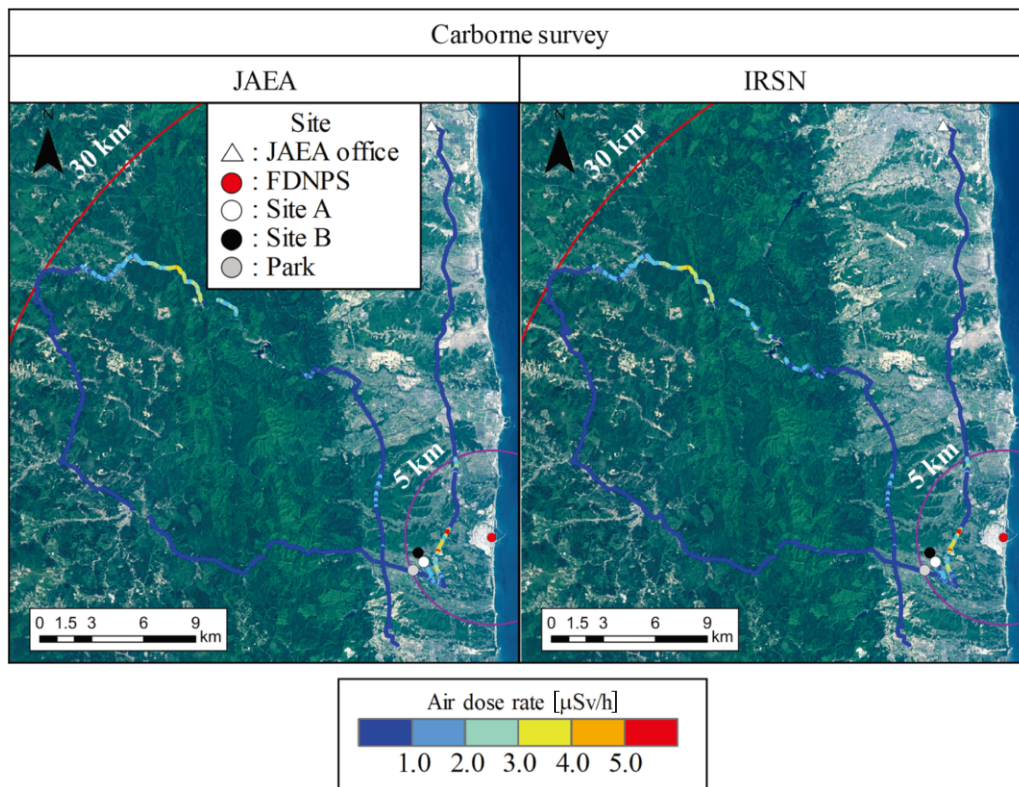 Carborne survey
JAEA
IRSN
N
30 km
Site
: JAEA office
: FDNPS
: Site A
: Site B
: Park
5 km
0 1.5 3 6 9
km
N
30 km
5 km
0 1.5 3 6 9
km
Air dose rate [μSv/h]
1.0 2.0 3.0 4.0 5.0